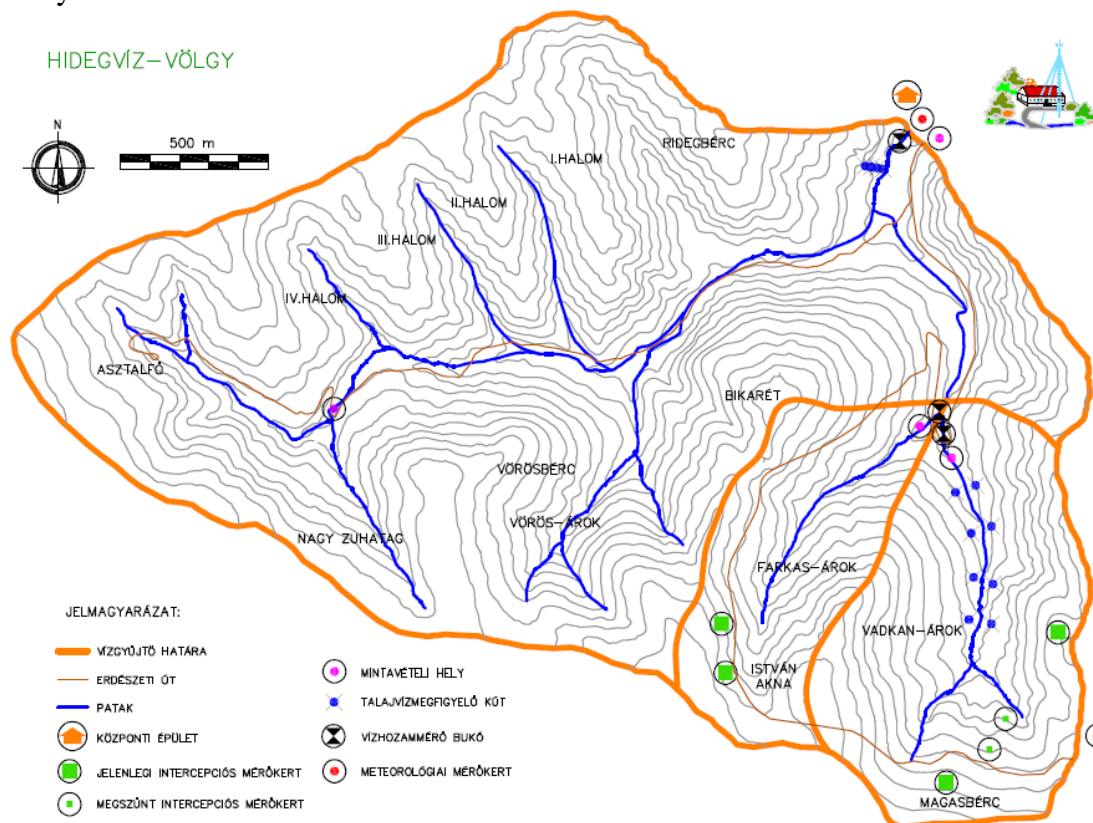 HIDEGVÍZ-VÖLGY
N
500 m
RIDEGBÉRC
I.HALOM
II.HALOM
III.HALOM
IV.HALOM
ASZTALFŐ
BIKARÉT
VÖRÖSBÉRC
VÖRÖS-ÁROK
NAGY ZUHATAG
FARKAS-ÁROK
VADKAN-ÁROK
ISTVÁN
AKNA
MAGASBÉRC
JELMAGYARÁZAT:
VÍZGYŰJTŐ HATÁRA
ERDÉSZETI ÚT
PATAK
KÖZPONTI ÉPÜLET
JELENLEGI INTERCEPCIÓS MÉRŐKERT
MEGSZŰNT INTERCEPCIÓS MÉRŐKERT
MINTAVÉTELI HELY
TALAJVÍZMEGFIGYELŐ KÚT
VÍZHOZAMMÉRŐ BUKÓ
METEOROLÓGIAI MÉRŐKERT